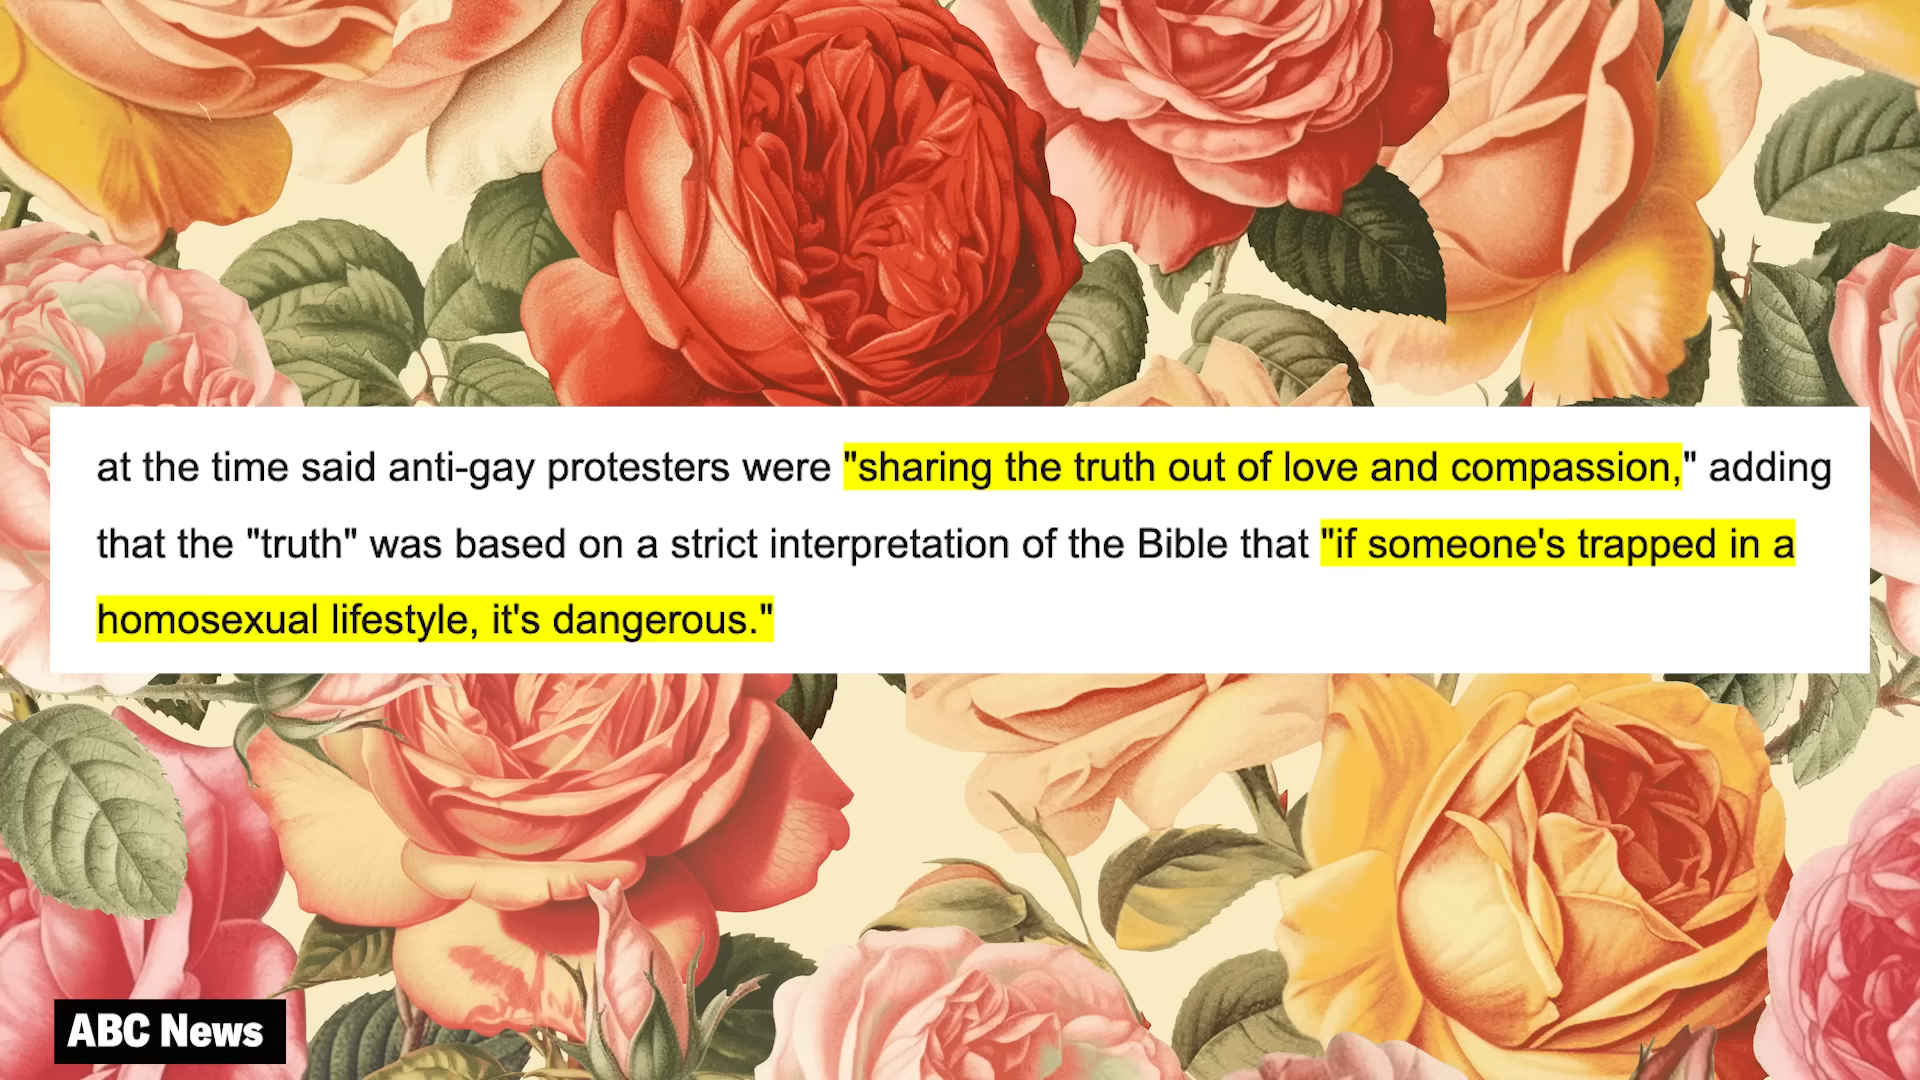 at the time said anti-gay protesters were "sharing the truth out of love and compassion," adding
that the "truth" was based on a strict interpretation of the Bible that "if someone's trapped in a
homosexual lifestyle, it's dangerous."
ABC News